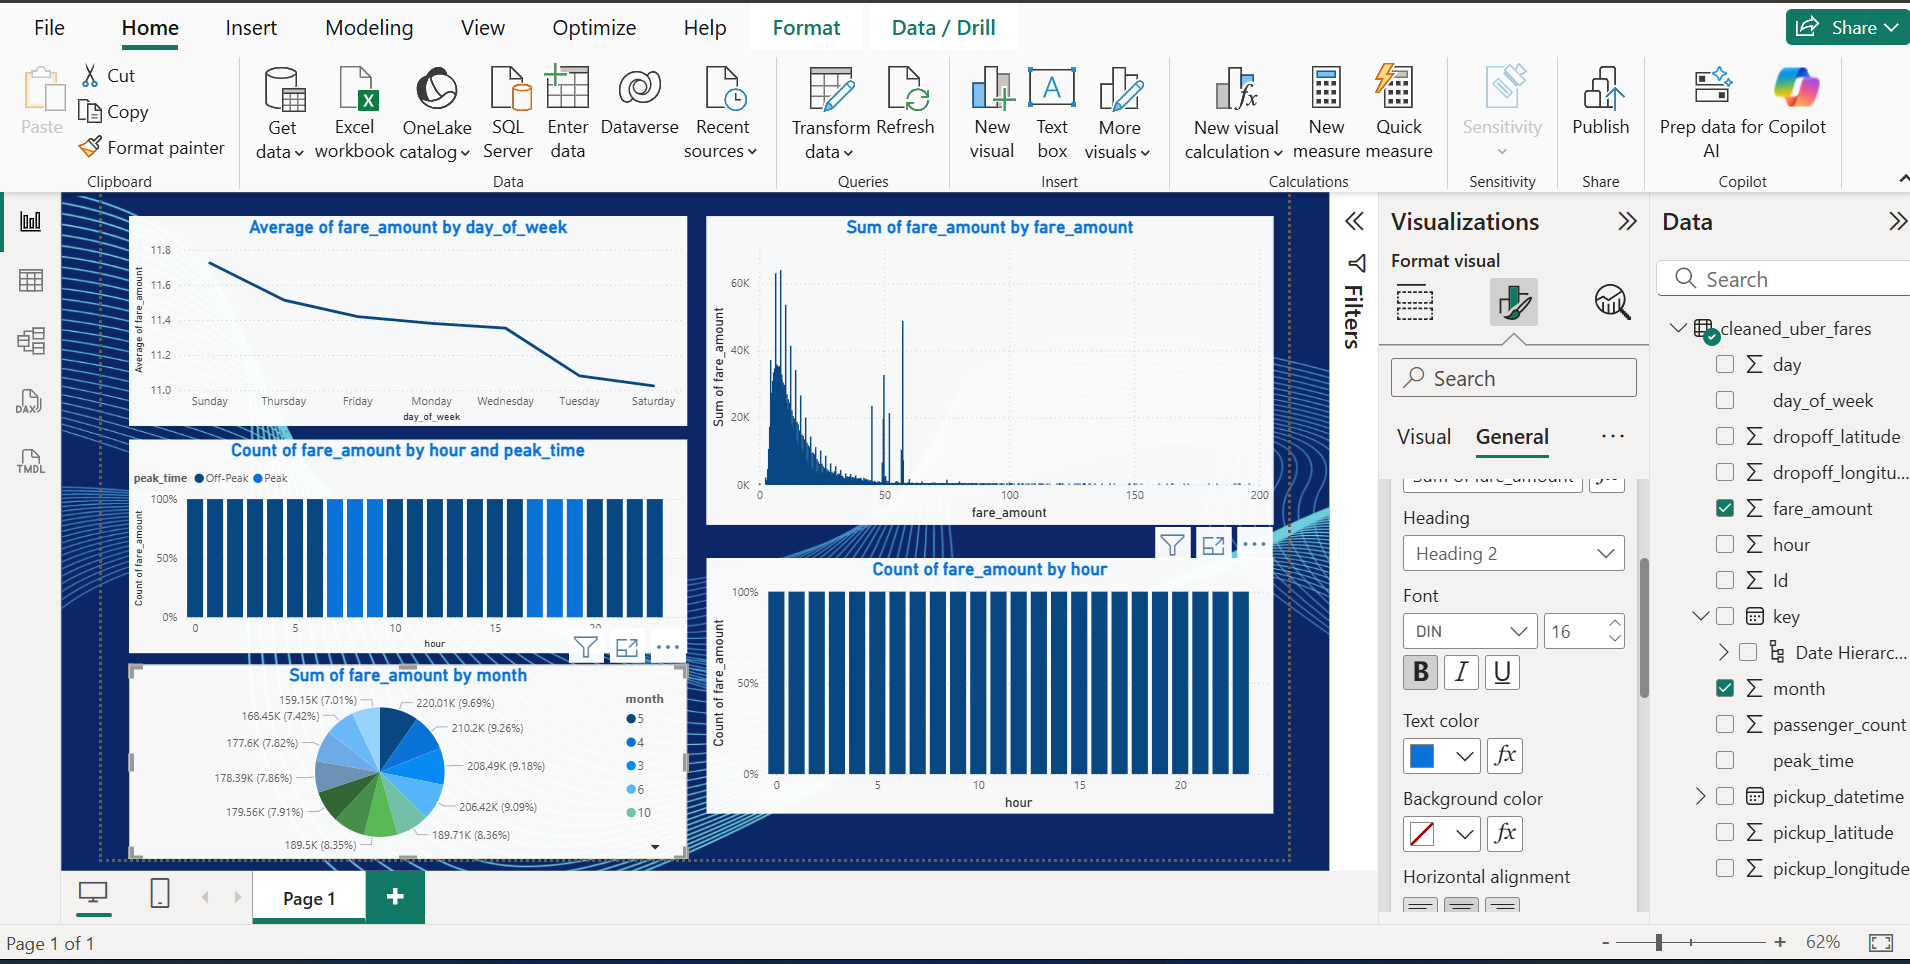 File Home Insert Modeling View Optimize Help Format Data / Drill Share
Paste
Cut
Copy
Format painter
Clipboard
Get data
Excel workbook
OneLake catalog
SQL Server
Enter data
Dataverse
Recent sources
Data
Transform data
Refresh
Queries
New visual
Text box
More visuals
Insert
New visual calculation
New measure
Quick measure
Calculations
Sensitivity
Sensitivity
Publish
Share
Prep data for AI
Copilot
Copilot
DAX
TMDL
Average of fare_amount by day_of_week
Average of fare_amount
11.8
11.6
11.4
11.2
11.0
Sunday Thursday Friday Monday Wednesday Tuesday Saturday
day_of_week
Sum of fare_amount by fare_amount
Sum of fare_amount
60K
40K
20K
0K
0 50 100 150 200
fare_amount
Count of fare_amount by hour and peak_time
peak_time Off-Peak Peak
Count of fare_amount
100%
50%
0%
0 5 10 15 20
hour
Count of fare_amount by hour
Count of fare_amount
100%
50%
0%
0 5 10 15 20
hour
Sum of fare_amount by month
159.15K (7.01%)
220.01K (9.69%)
168.45K (7.42%)
210.2K (9.26%)
177.6K (7.82%)
208.49K (9.18%)
178.39K (7.86%)
206.42K (9.09%)
179.56K (7.91%)
189.71K (8.36%)
189.5K (8.35%)
month
5
4
3
6
10
Filters
Visualizations
Format visual
Search
Visual General ...
Sum of fare_amount fx
Heading
Heading 2
Font
DIN 16
B I U
Text color
fx
Background color
fx
Horizontal alignment
Data
Search
cleaned_uber_fares
day
day_of_week
dropoff_latitude
dropoff_longitu...
fare_amount
hour
Id
key
Date Hierarc...
month
passenger_count
peak_time
pickup_datetime
pickup_latitude
pickup_longitude
Page 1 +
Page 1 of 1
- + 62%